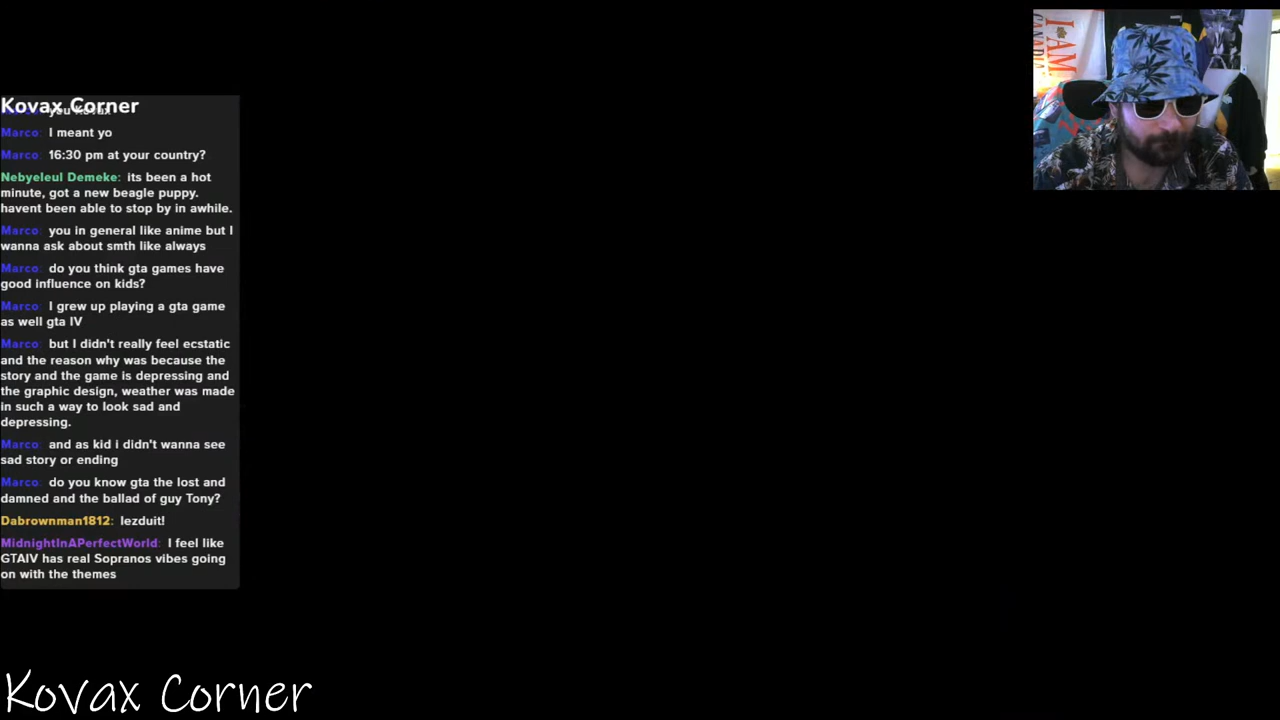 Kovax Corner
Marco: I meant yo
Marco: 16:30 pm at your country?
Nebyeleul Demeke: its been a hot
minute, got a new beagle puppy.
havent been able to stop by in awhile.
Marco: you in general like anime but I
wanna ask about smth like always
Marco: do you think gta games have
good influence on kids?
Marco: I grew up playing a gta game
as well gta IV
Marco: but I didn't really feel ecstatic
and the reason why was because the
story and the game is depressing and
the graphic design, weather was made
in such a way to look sad and
depressing.
Marco: and as kid i didn't wanna see
sad story or ending
Marco: do you know gta the lost and
damned and the ballad of guy Tony?
Dabrownman1812: lezduit!
MidnightInAPerfectWorld: I feel like
GTAIV has real Sopranos vibes going
on with the themes
Kovax Corner
I AM
CANADIAN